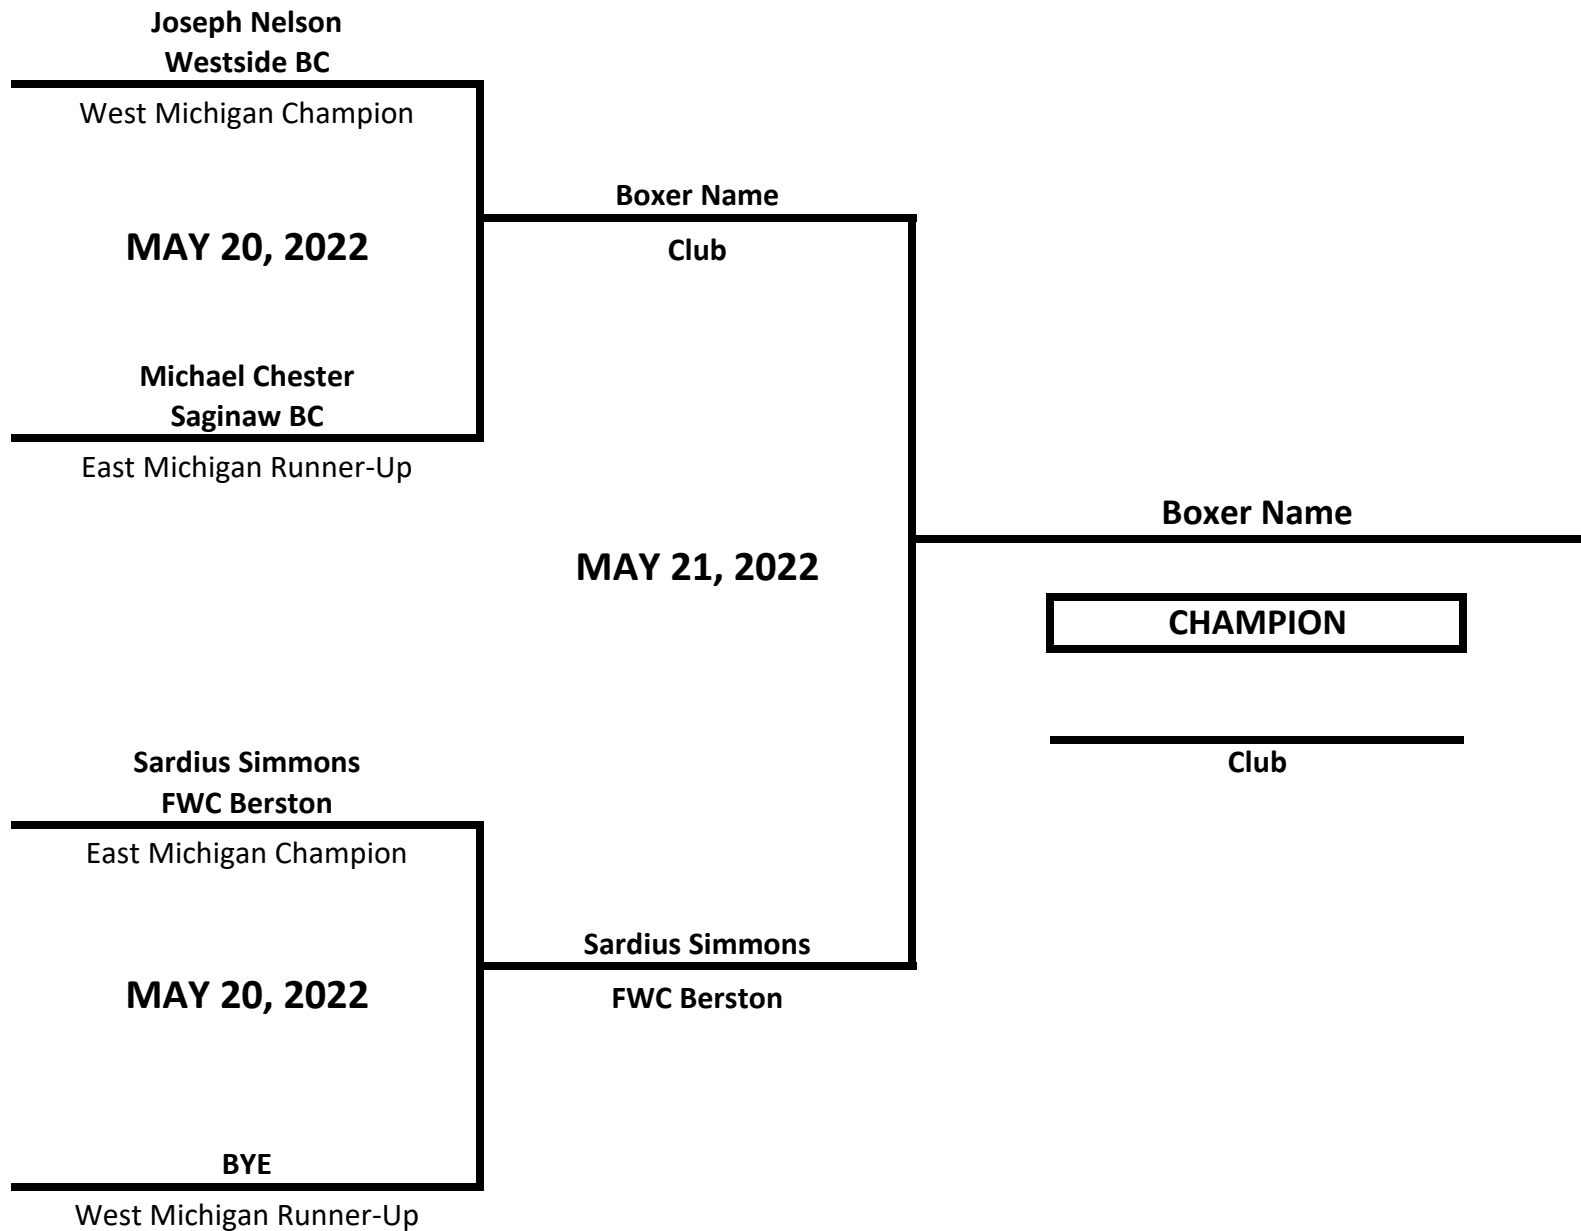 Joseph Nelson
Westside BC
West Michigan Champion
MAY 20, 2022
Michael Chester
Saginaw BC
East Michigan Runner-Up
Boxer Name
Club
MAY 21, 2022
Sardius Simmons
FWC Berston
East Michigan Champion
MAY 20, 2022
BYE
West Michigan Runner-Up
Sardius Simmons
FWC Berston
Boxer Name
CHAMPION
Club